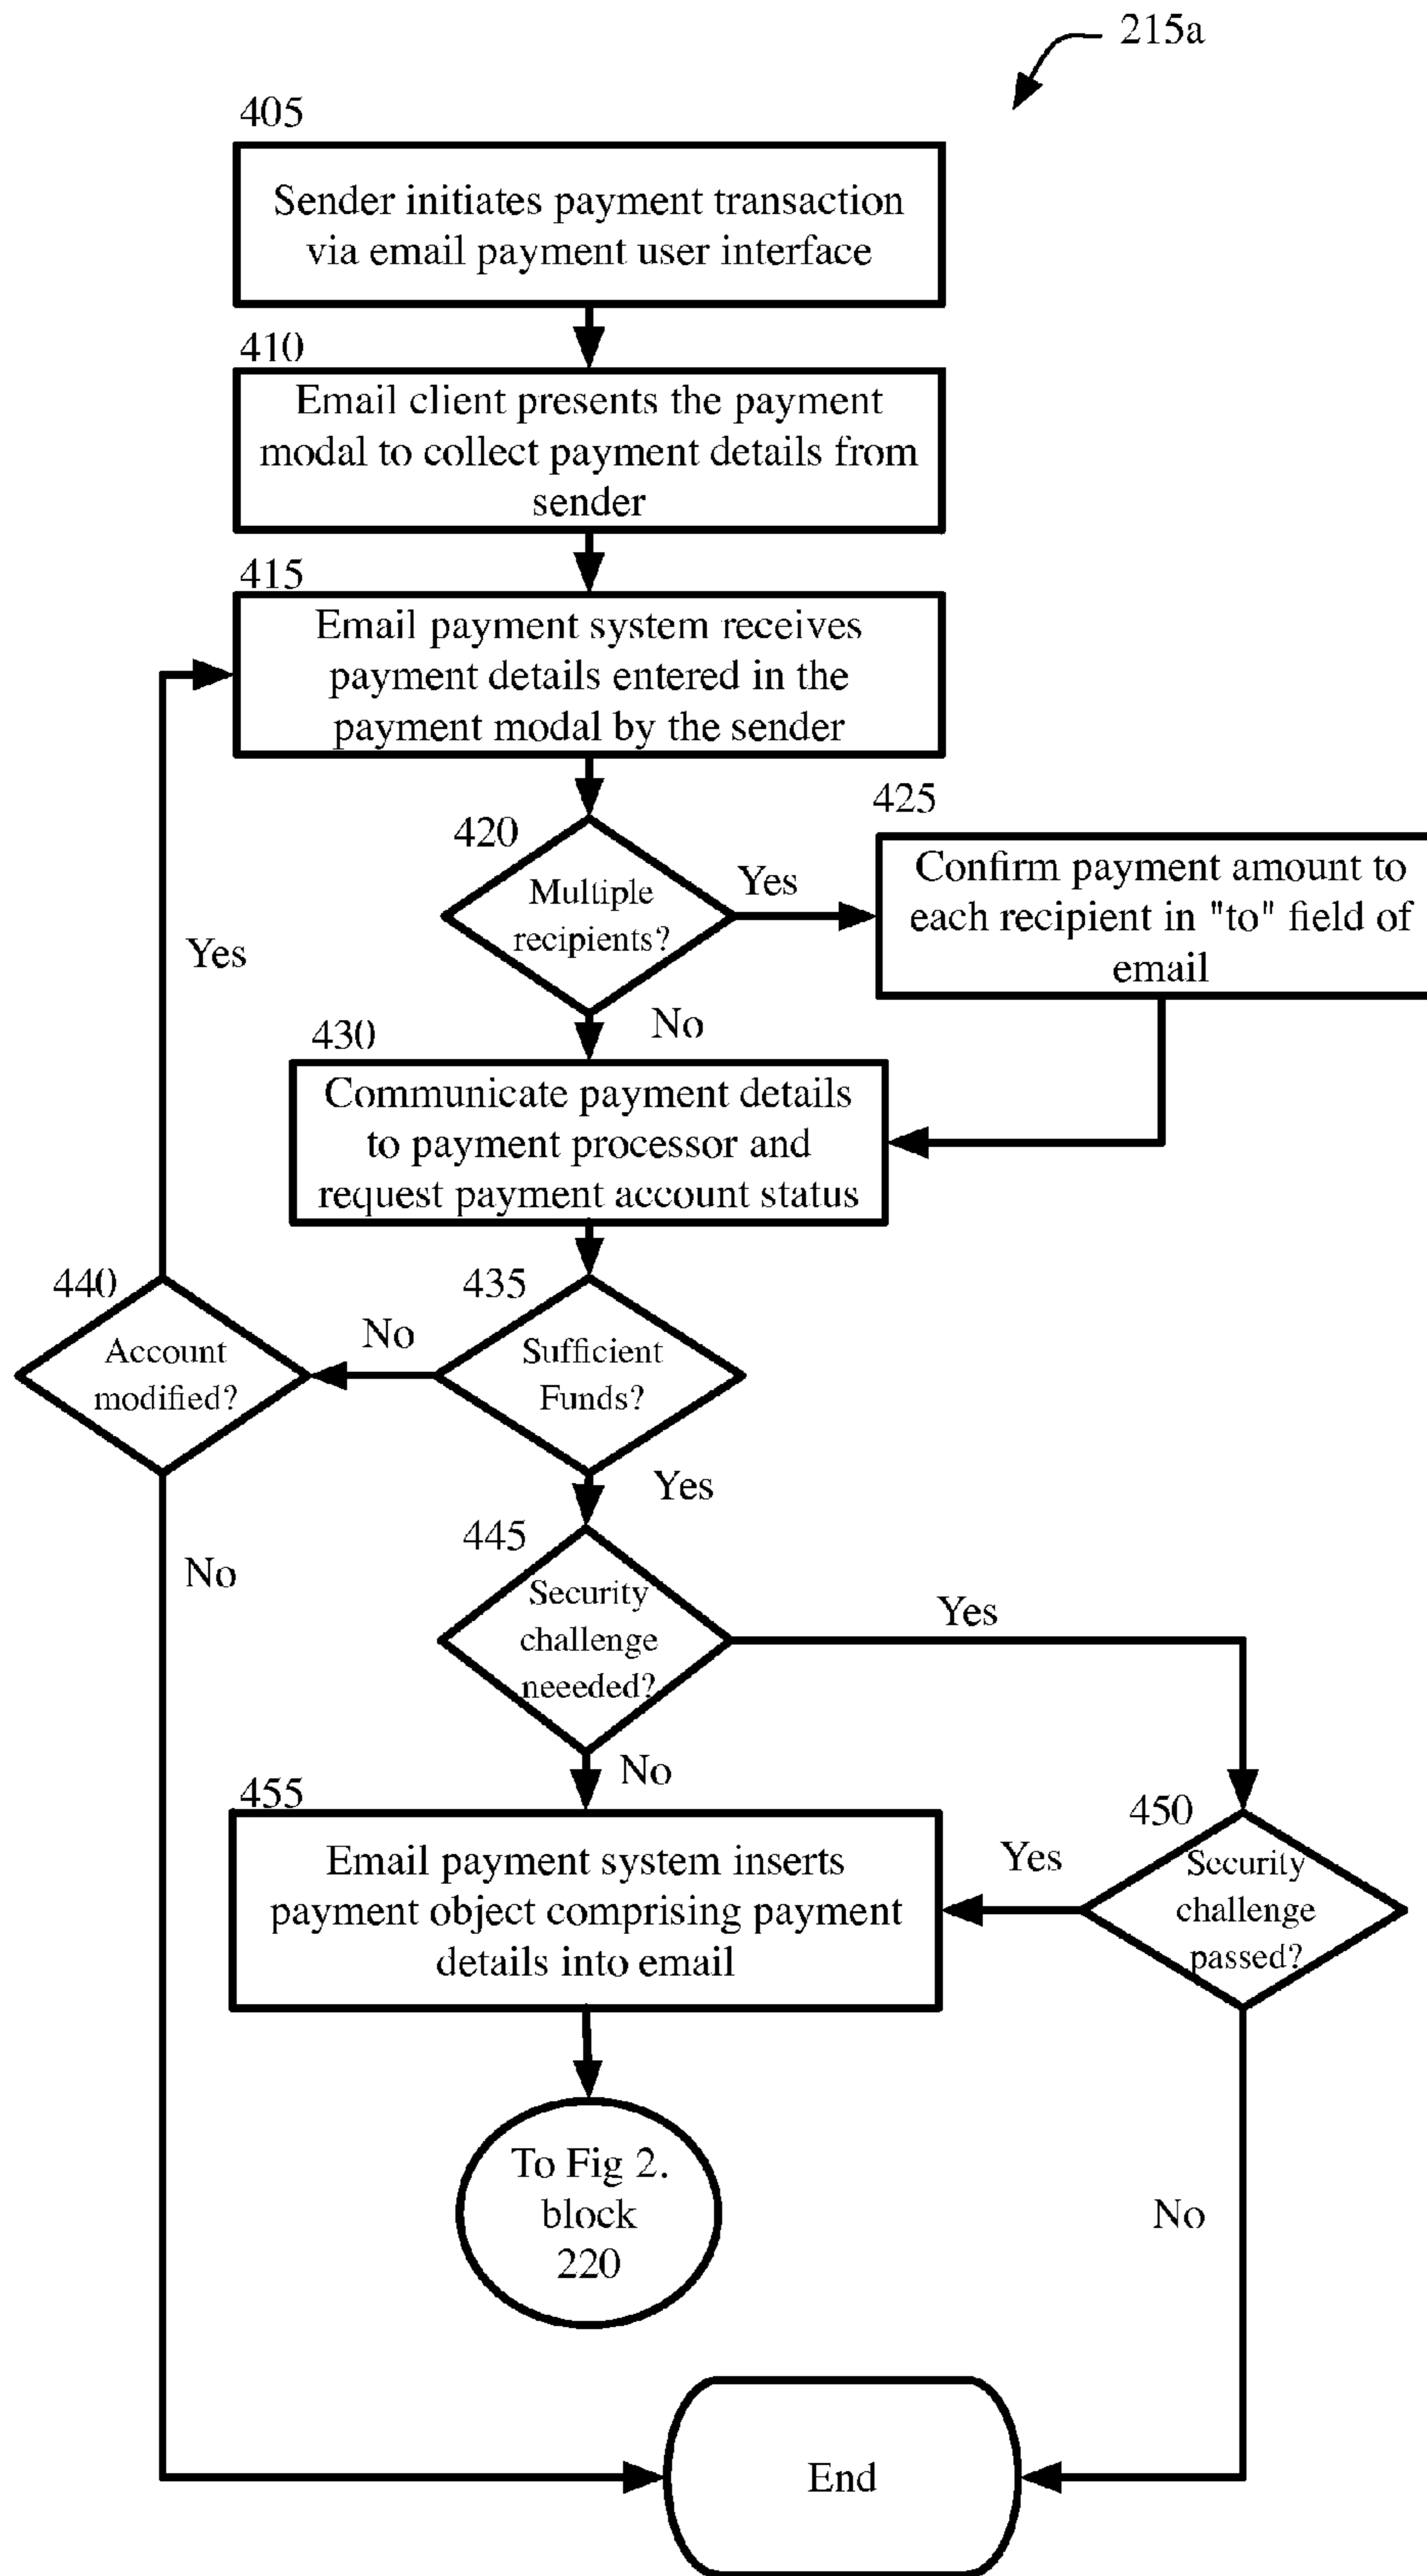 215a
405
Sender initiates payment transaction
via email payment user interface
410
Email client presents the payment
modal to collect payment details from
sender
415
Email payment system receives
payment details entered in the
payment modal by the sender
420
Multiple
recipients?
Yes
425
Confirm payment amount to
each recipient in "to" field of
email
Yes
No
430
Communicate payment details
to payment processor and
request payment account status
440
Account
modified?
No
435
Sufficient
Funds?
Yes
No
445
Security
challenge
neeeded?
Yes
No
455
Email payment system inserts
payment object comprising payment
details into email
Yes
450
Security
challenge
passed?
To Fig 2.
block
220
No
End